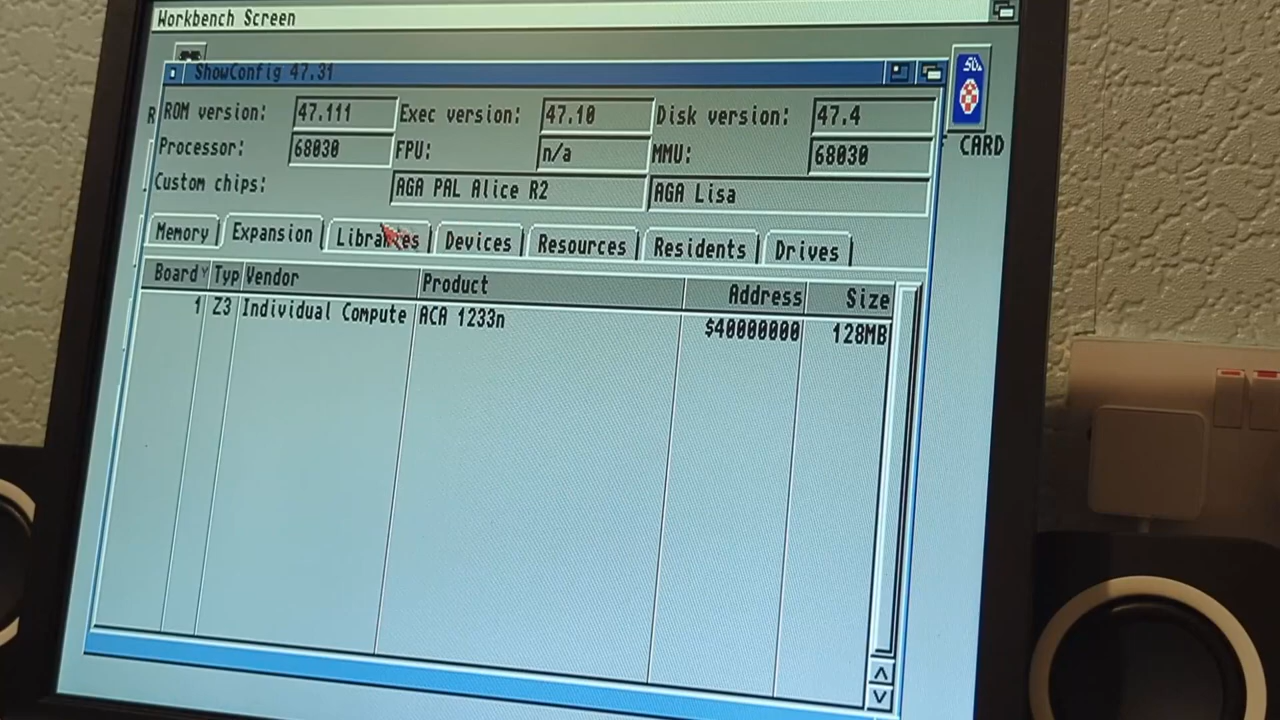 Workbench Screen
ShowConfig 47.31
ROM version: 47.111 Exec version: 47.10 Disk version: 47.4
Processor: 68030 FPU: n/a MMU: 68030
Custom chips: AGA PAL Alice R2 AGA Lisa
CARD
Memory Expansion Libraries Devices Resources Residents Drives
Board Typ Vendor Product Address Size
1 Z3 Individual Compute ACA 1233n $40000000 128MB